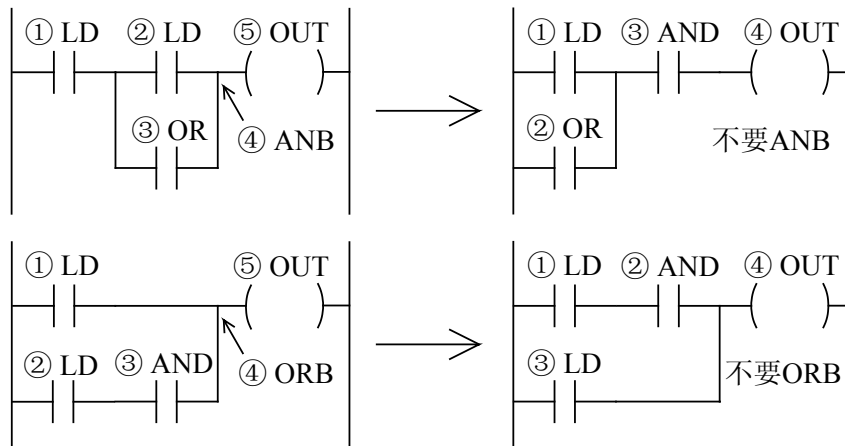 ① LD ② LD ⑤ OUT
③ OR
④ ANB
① LD ③ AND ④ OUT
② OR
不要ANB
① LD ⑤ OUT
② LD ③ AND
④ ORB
① LD ② AND ④ OUT
③ LD
不要ORB